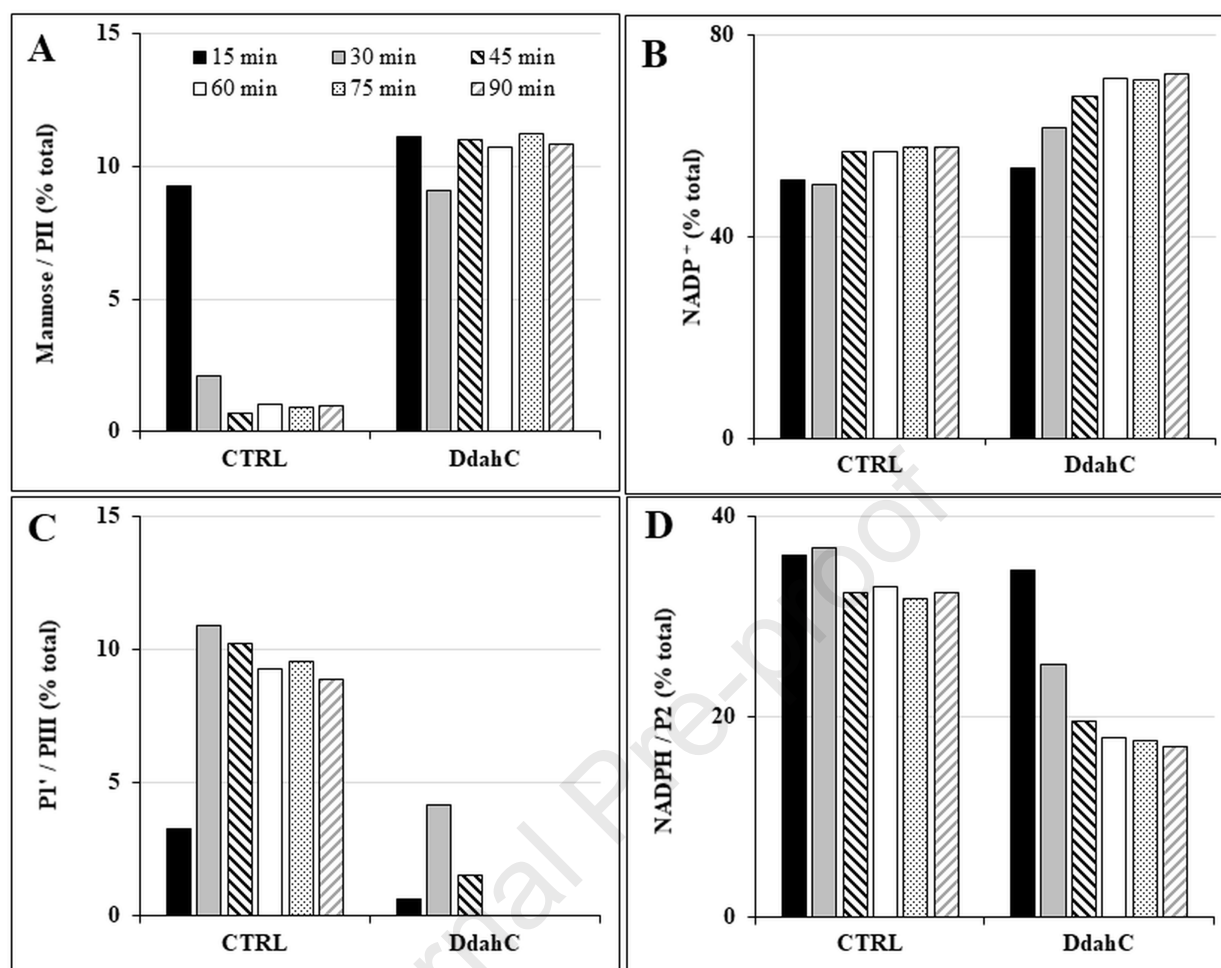 A
15 min 30 min 45 min
60 min 75 min 90 min
Mannose / PII (% total)
15
10
5
0
CTRL DdahC
B
NADP⁺ (% total)
80
40
0
CTRL DdahC
C
P1' / PIII (% total)
15
10
5
0
CTRL DdahC
D
NADPH / P2 (% total)
40
20
0
CTRL DdahC
rnal Pre-proof